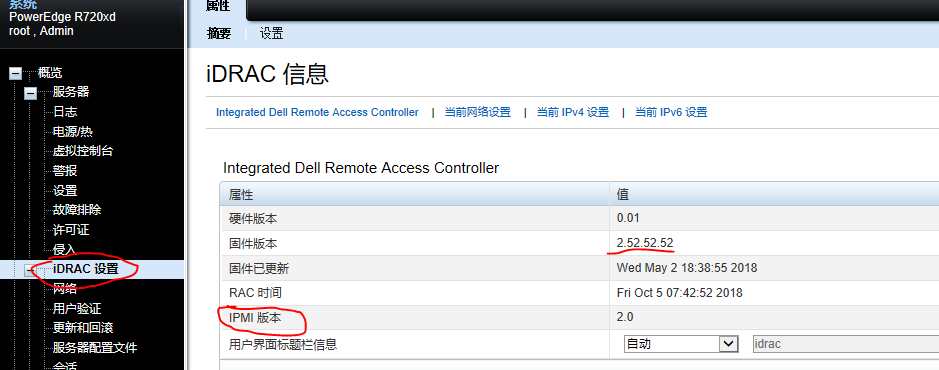 系统
PowerEdge R720xd
root , Admin
概览
服务器
日志
电源/热
虚拟控制台
警报
设置
故障排除
许可证
侵入
iDRAC 设置
网络
用户验证
更新和回滚
服务器配置文件
会话
属性
摘要 设置
iDRAC 信息
Integrated Dell Remote Access Controller | 当前网络设置 | 当前 IPv4 设置 | 当前 IPv6 设置
Integrated Dell Remote Access Controller
属性 值
硬件版本 0.01
固件版本 2.52.52.52
固件已更新 Wed May 2 18:38:55 2018
RAC 时间 Fri Oct 5 07:42:52 2018
IPMI 版本 2.0
用户界面标题栏信息 自动 idrac